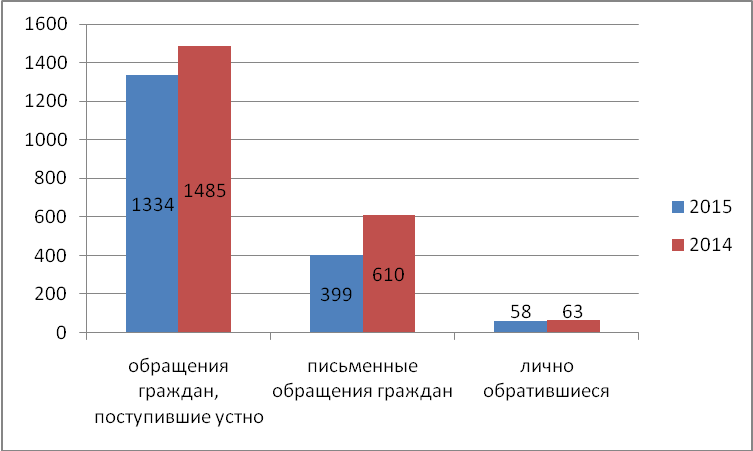 1600
1400
1200
1000
800
600
400
200
0
1334
1485
399
610
58
63
2015
2014
обращения
граждан,
поступившие устно
письменные
обращения граждан
лично
обратившиеся